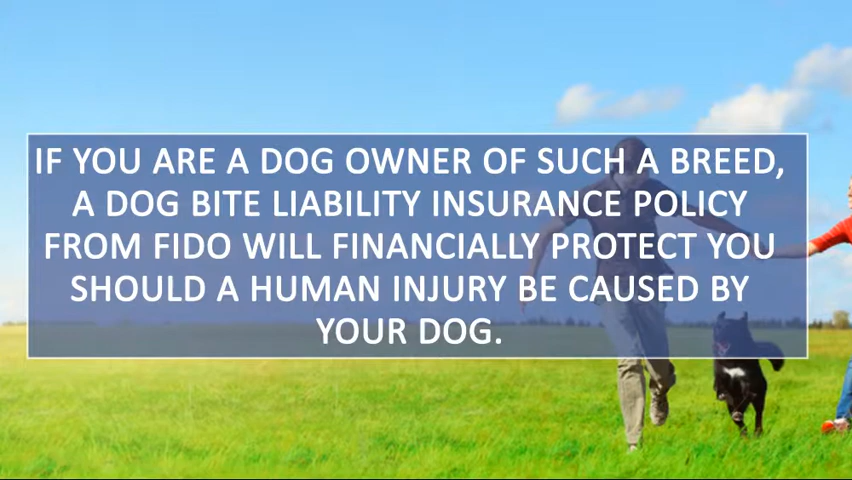 IF YOU ARE A DOG OWNER OF SUCH A BREED,
A DOG BITE LIABILITY INSURANCE POLICY
FROM FIDO WILL FINANCIALLY PROTECT YOU
SHOULD A HUMAN INJURY BE CAUSED BY
YOUR DOG.